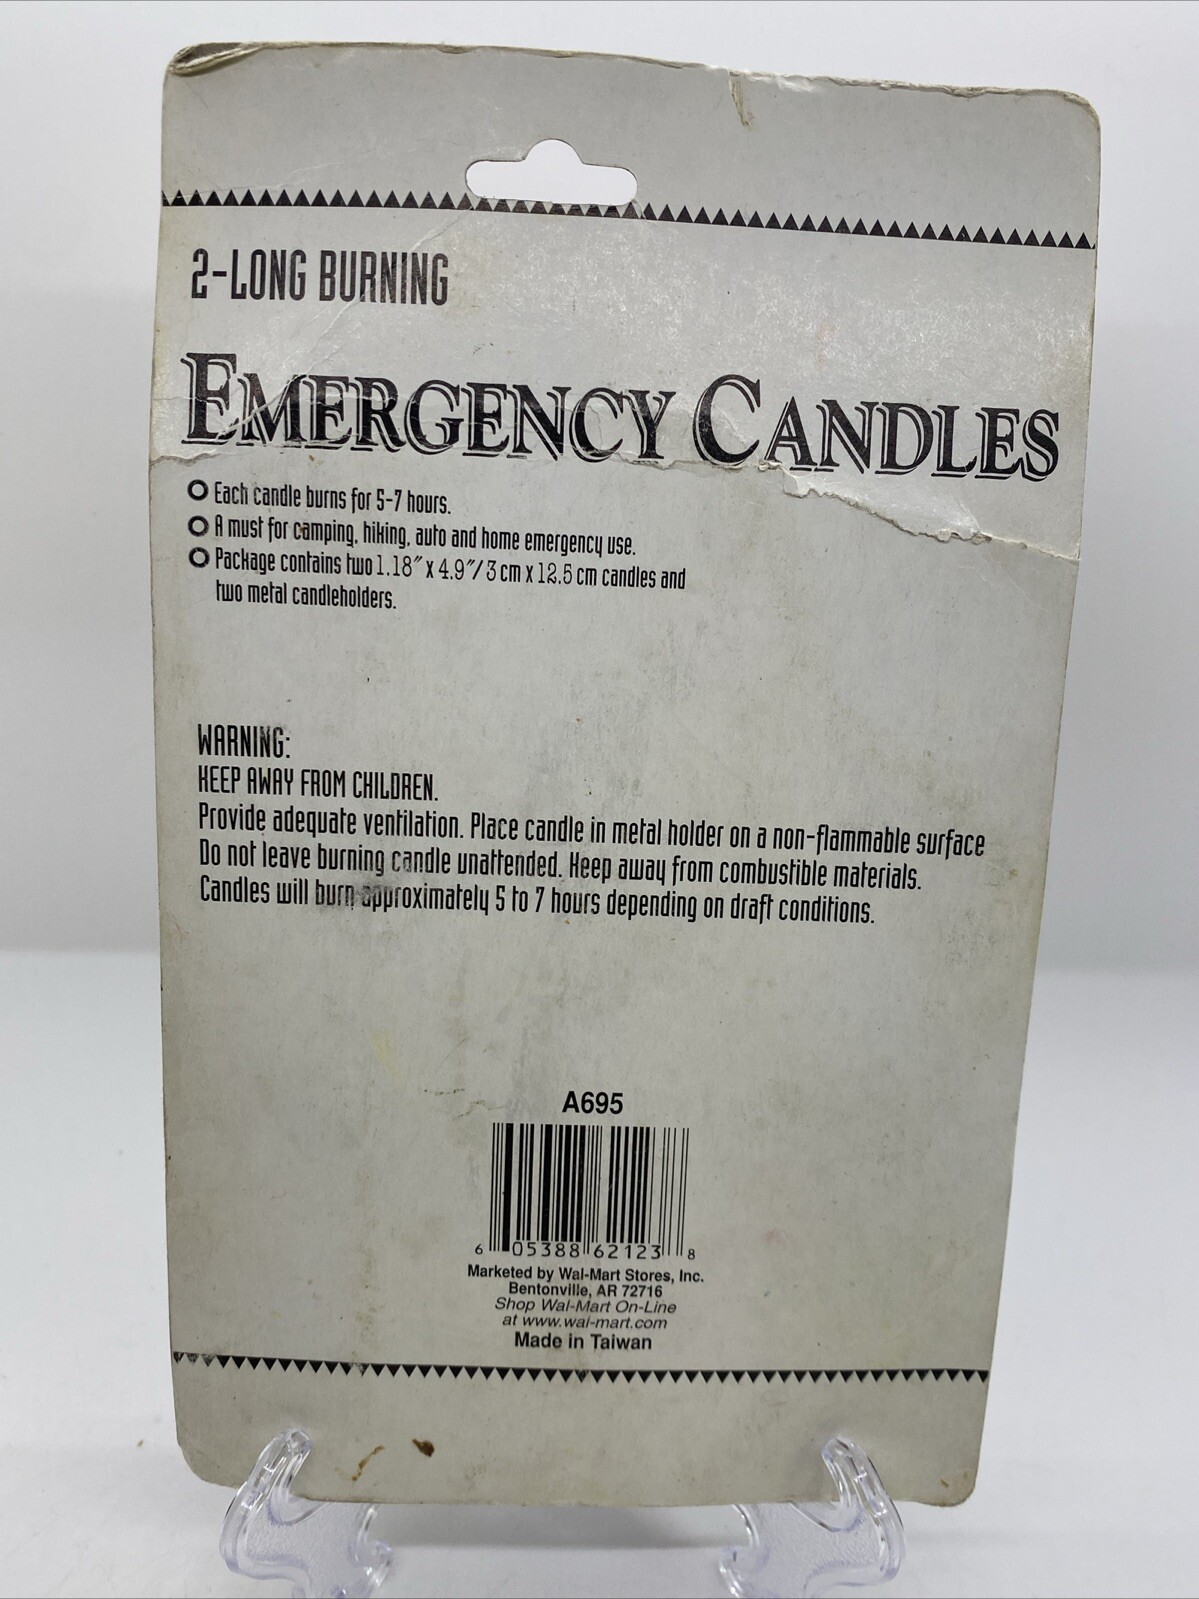 2-LONG BURNING
EMERGENCY CANDLES
Each candle burns for 5-7 hours.
A must for camping, hiking, auto and home emergency use.
Package contains two 1.18″ x 4.9″/3 cm x 12.5 cm candles and
two metal candleholders.
WARNING:
KEEP AWAY FROM CHILDREN.
Provide adequate ventilation. Place candle in metal holder on a non-flammable surface
Do not leave burning candle unattended. Keep away from combustible materials.
Candles will burn approximately 5 to 7 hours depending on draft conditions.
A695
6 05388 62123 8
Marketed by Wal-Mart Stores, Inc.
Bentonville, AR 72716
Shop Wal-Mart On-Line
at www.wal-mart.com
Made in Taiwan